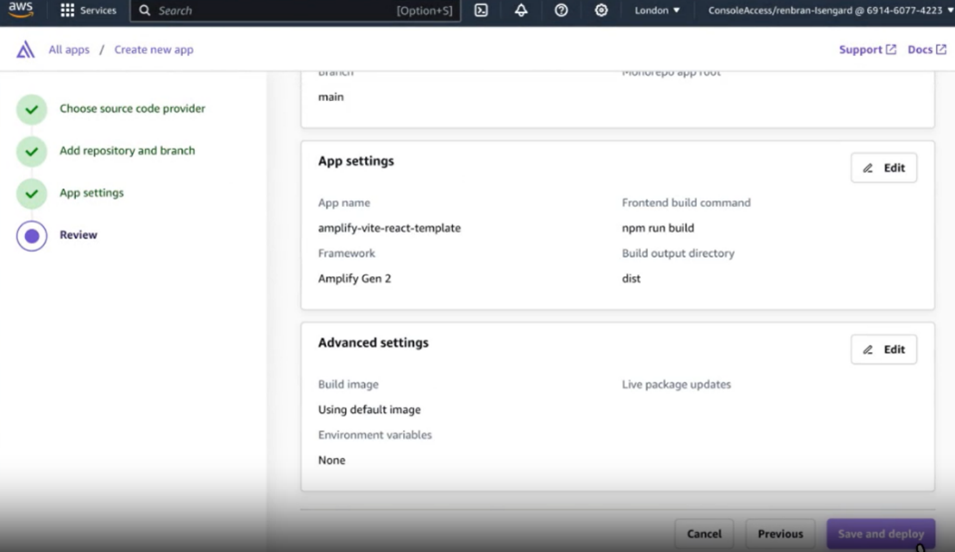 aws
Services
Search
[Option+S]
London
ConsoleAccess/renbran-Isengard @ 6914-6077-4223
All apps / Create new app
Support
Docs
Choose source code provider
Add repository and branch
App settings
Review
Branch
Monorepo app root
main
App settings
Edit
App name
Frontend build command
amplify-vite-react-template
npm run build
Framework
Build output directory
Amplify Gen 2
dist
Advanced settings
Edit
Build image
Live package updates
Using default image
Environment variables
None
Cancel
Previous
Save and deploy